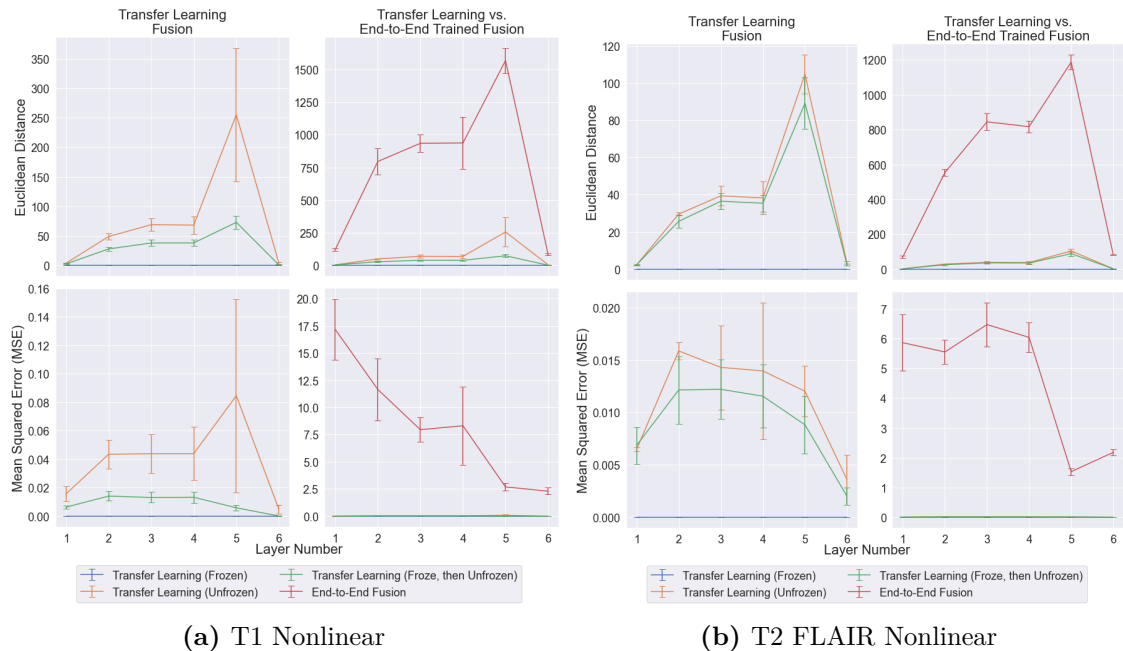 Transfer Learning
Fusion
Transfer Learning vs.
End-to-End Trained Fusion
Euclidean Distance
350
300
250
200
150
100
50
0
1500
1250
1000
750
500
250
0
Mean Squared Error (MSE)
0.16
0.14
0.12
0.10
0.08
0.06
0.04
0.02
0.00
20.0
17.5
15.0
12.5
10.0
7.5
5.0
2.5
0.0
1 2 3 4 5 6
1 2 3 4 5 6
Layer Number
Transfer Learning (Frozen)
Transfer Learning (Unfrozen)
Transfer Learning (Froze, then Unfrozen)
End-to-End Fusion
(a) T1 Nonlinear
Transfer Learning
Fusion
Transfer Learning vs.
End-to-End Trained Fusion
Euclidean Distance
120
100
80
60
40
20
0
1200
1000
800
600
400
200
0
Mean Squared Error (MSE)
0.020
0.015
0.010
0.005
0.000
7
6
5
4
3
2
1
0
1 2 3 4 5 6
1 2 3 4 5 6
Layer Number
Transfer Learning (Frozen)
Transfer Learning (Unfrozen)
Transfer Learning (Froze, then Unfrozen)
End-to-End Fusion
(b) T2 FLAIR Nonlinear